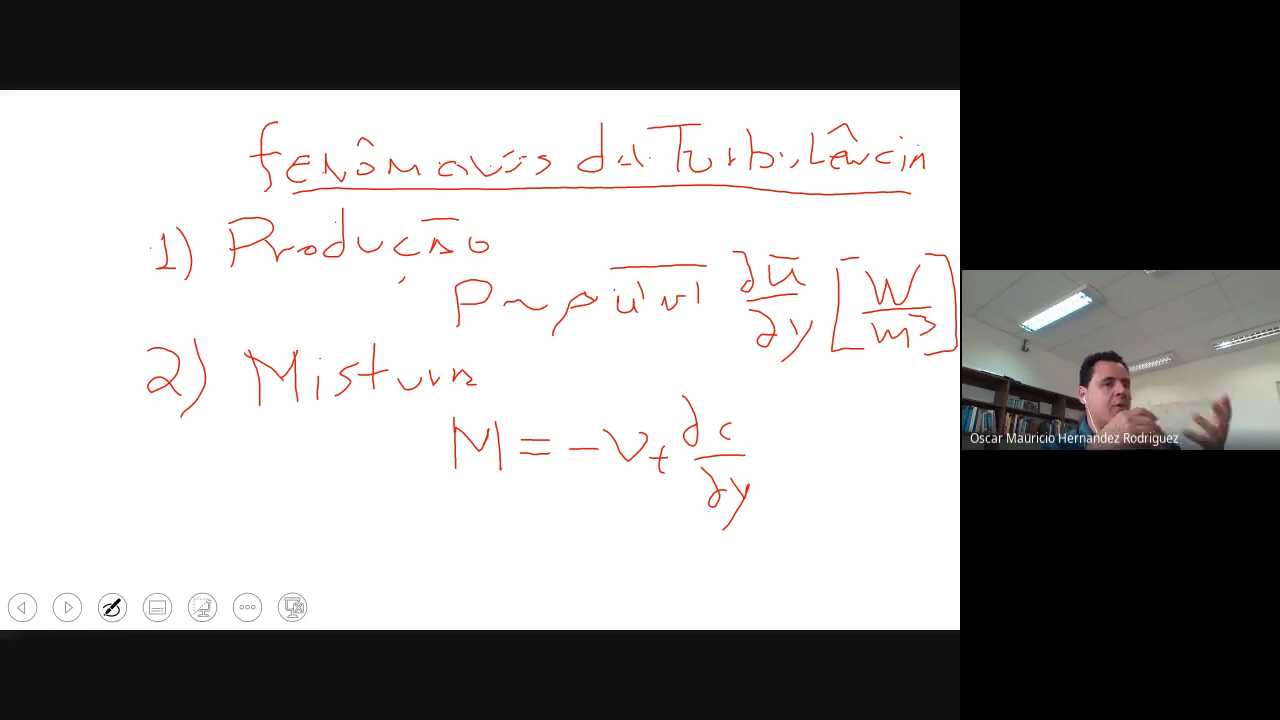 fenômenos da Turbulência
1) Produção
P ~ ρ u'v' ∂ū/∂y [W/m³]
2) Mistura
M = -ν_t ∂c/∂y
Oscar Mauricio Hernandez Rodriguez